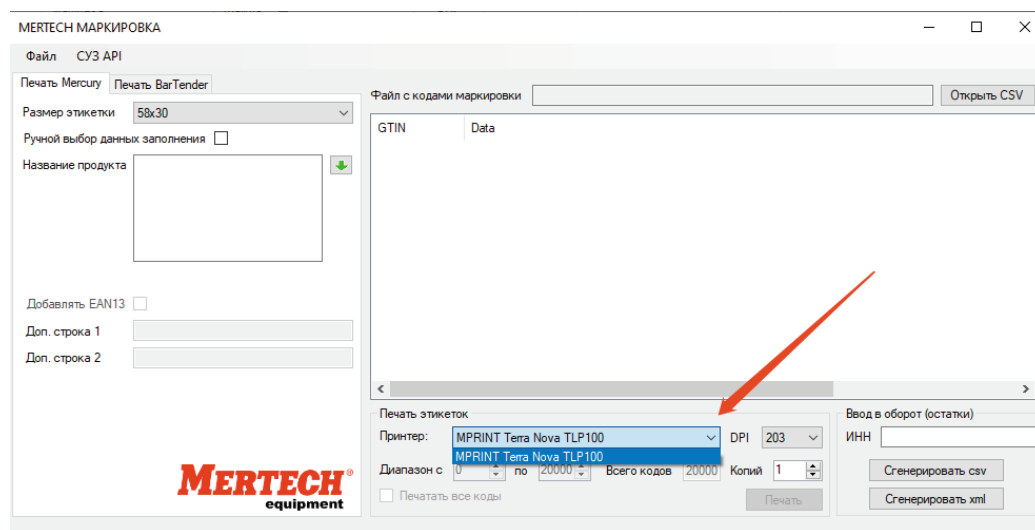 MERTECH МАРКИРОВКА
Файл СУЗ API
Печать Mercury Печать BarTender
Файл с кодами маркировки Открыть CSV
Размер этикетки 58x30
GTIN Data
Ручной выбор данных заполнения
Название продукта
Добавлять EAN13
Доп. строка 1
Доп. строка 2
Печать этикеток Ввод в оборот (остатки)
Принтер: MPRINT Terra Nova TLP100 DPI 203 ИНН
MPRINT Terra Nova TLP100
Диапазон с 0 по 20000 Всего кодов 20000 Копий 1 Сгенерировать csv
Печатать все коды Печать Сгенерировать xml
MERTECH®
equipment